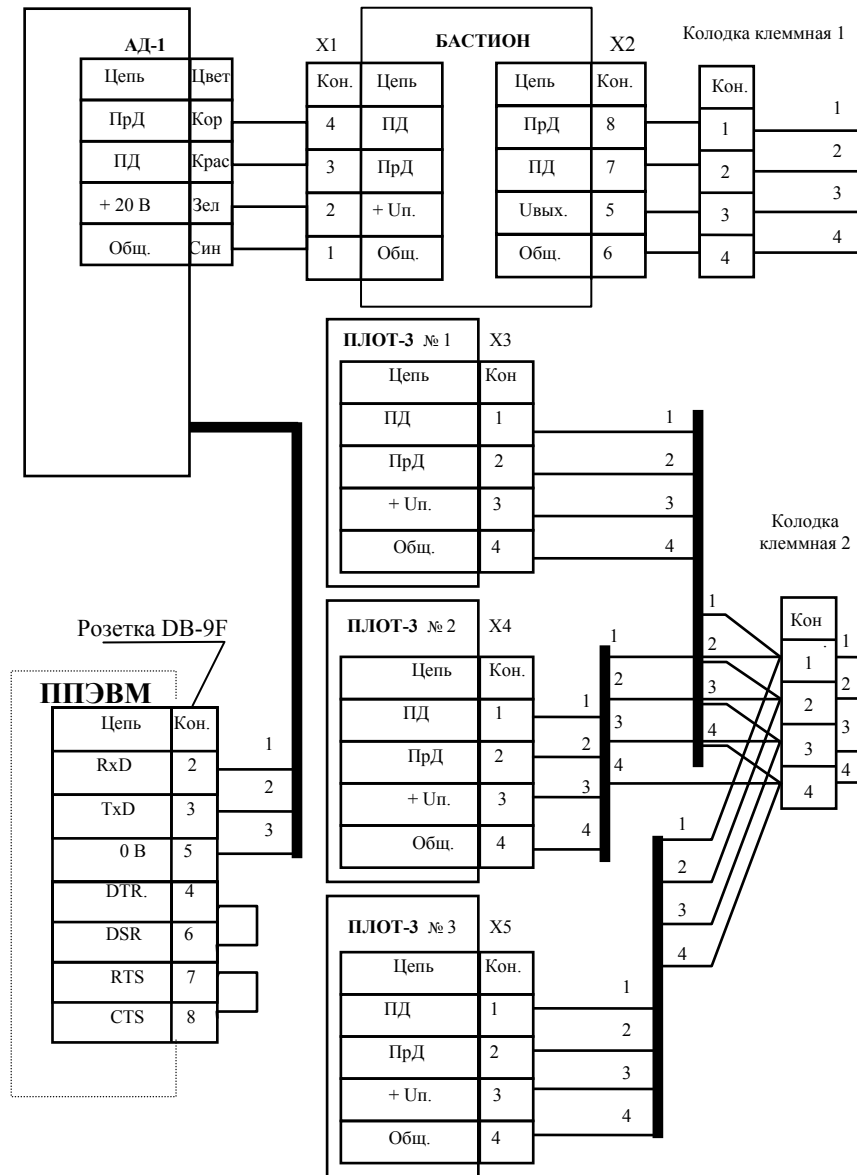 АД-1
Цепь Цвет
ПрД Кор
ПД Крас
+ 20 В Зел
Общ. Син
X1 БАСТИОН X2
Кон. Цепь Цепь Кон.
4 ПД ПрД 8
3 ПрД ПД 7
2 + Uп. Uвых. 5
1 Общ. Общ. 6
Колодка клеммная 1
Кон.
1 1
2 2
3 3
4 4
ПЛОТ-3 № 1 X3
Цепь Кон
ПД 1 1
ПрД 2 2
+ Uп. 3 3
Общ. 4 4
Колодка
клеммная 2
Кон
1 1
2 2
3 3
4 4
1
2
3
4
ПЛОТ-3 № 2 X4
Цепь Кон.
ПД 1 1
ПрД 2 2
+ Uп. 3 3
Общ. 4 4
1
2
3
4
Розетка DB-9F
ППЭВМ
Цепь Кон.
RxD 2 1
TxD 3 2
0 В 5 3
DTR. 4
DSR 6
RTS 7
CTS 8
ПЛОТ-3 № 3 X5
Цепь Кон.
ПД 1 1
ПрД 2 2
+ Uп. 3 3
Общ. 4 4
1
2
3
4